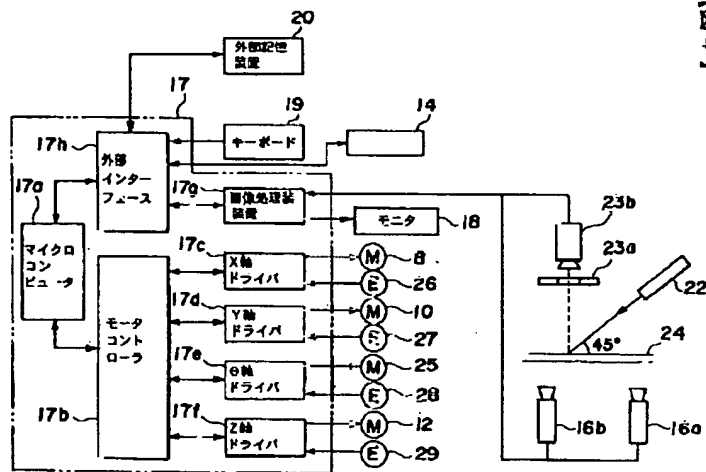 20
外部記憶
装置
17
19
14
17h
キーボード
外部
インター
フェース
17a
17g
画像処理装
装置
モニタ
18
マイクロ
コン
ピュータ
17c
X軸
ドライバ
M
8
E
26
17d
Y軸
ドライバ
M
10
E
27
モータ
コント
ローラ
17e
θ軸
ドライバ
M
25
E
28
17b
17f
Z軸
ドライバ
M
12
E
29
23b
23a
22
24
45°
16b
16a